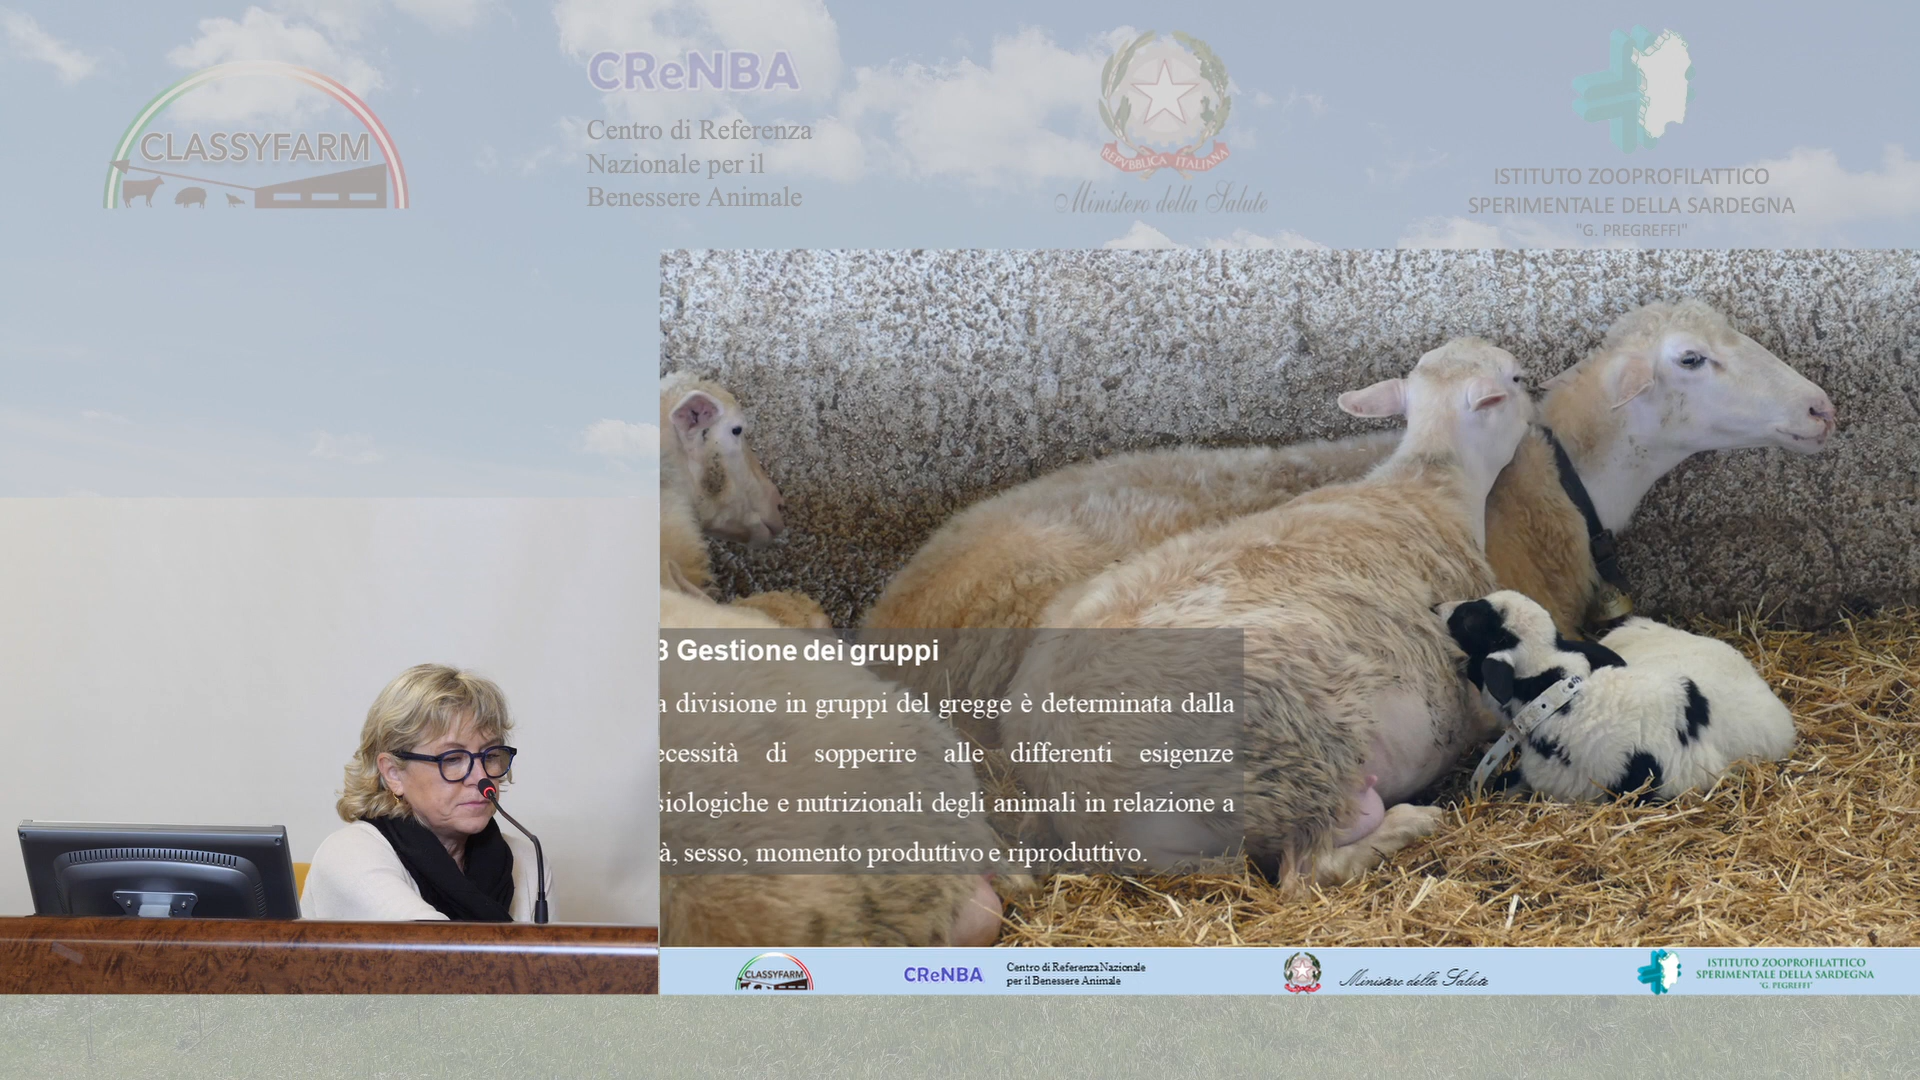 CLASSYFARM
CReNBA
Centro di Referenza
Nazionale per il
Benessere Animale
REPVBBLICA ITALIANA
Ministero della Salute
ISTITUTO ZOOPROFILATTICO
SPERIMENTALE DELLA SARDEGNA
"G. PREGREFFI"
3 Gestione dei gruppi
a divisione in gruppi del gregge è determinata dalla
ecessità di sopperire alle differenti esigenze
siologiche e nutrizionali degli animali in relazione a
à, sesso, momento produttivo e riproduttivo.
CLASSYFARM
CReNBA
Centro di Referenza Nazionale
per il Benessere Animale
Ministero della Salute
ISTITUTO ZOOPROFILATTICO
SPERIMENTALE DELLA SARDEGNA
"G. PEGREFFI"